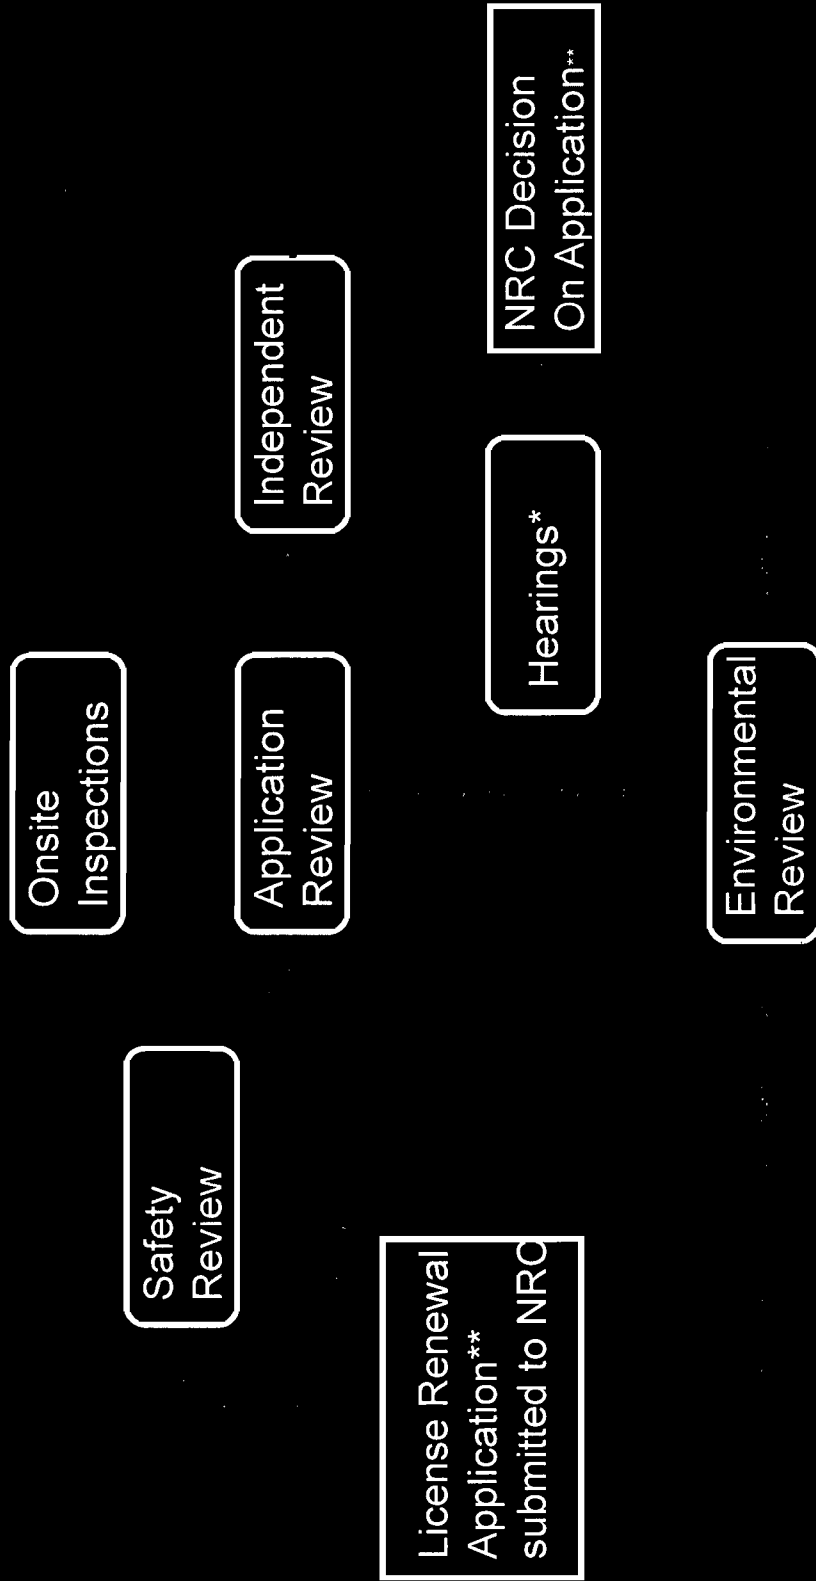 Onsite
Inspections
Safety
Review
Application
Review
Independent
Review
License Renewal
Application**
submitted to NRC
Hearings*
NRC Decision
On Application**
Environmental
Review